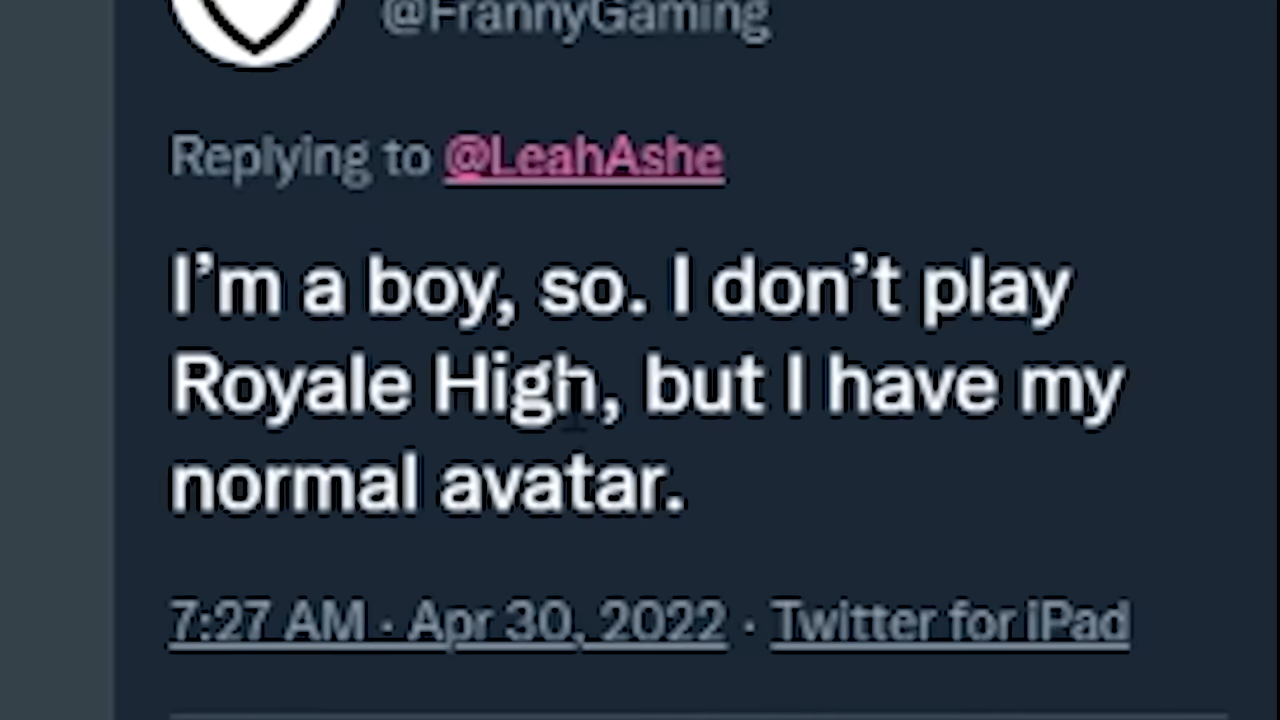 @FrannyGaming
Replying to @LeahAshe
I’m a boy, so. I don’t play
Royale High, but I have my
normal avatar.
7:27 AM · Apr 30, 2022 · Twitter for iPad